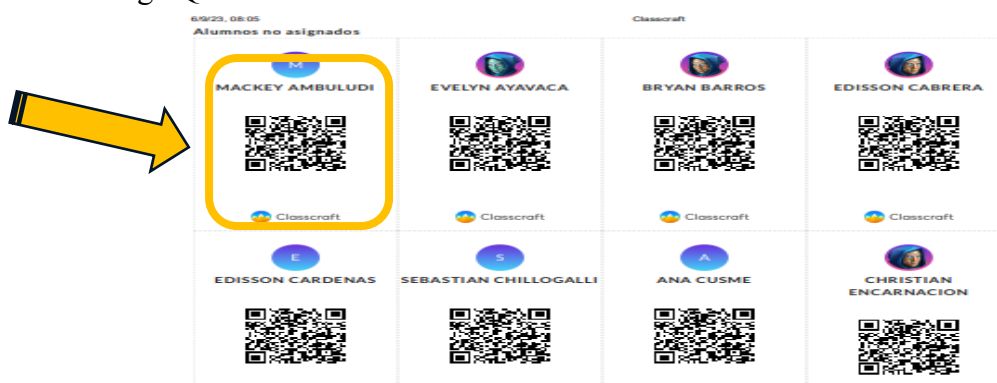 6/9/23, 08:05 Classcraft
Alumnos no asignados
M
MACKEY AMBULUDI EVELYN AYAVACA BRYAN BARROS EDISSON CABRERA
Classcraft Classcraft Classcraft Classcraft
E S A
EDISSON CARDENAS SEBASTIAN CHILLOGALLI ANA CUSME CHRISTIAN
ENCARNACION